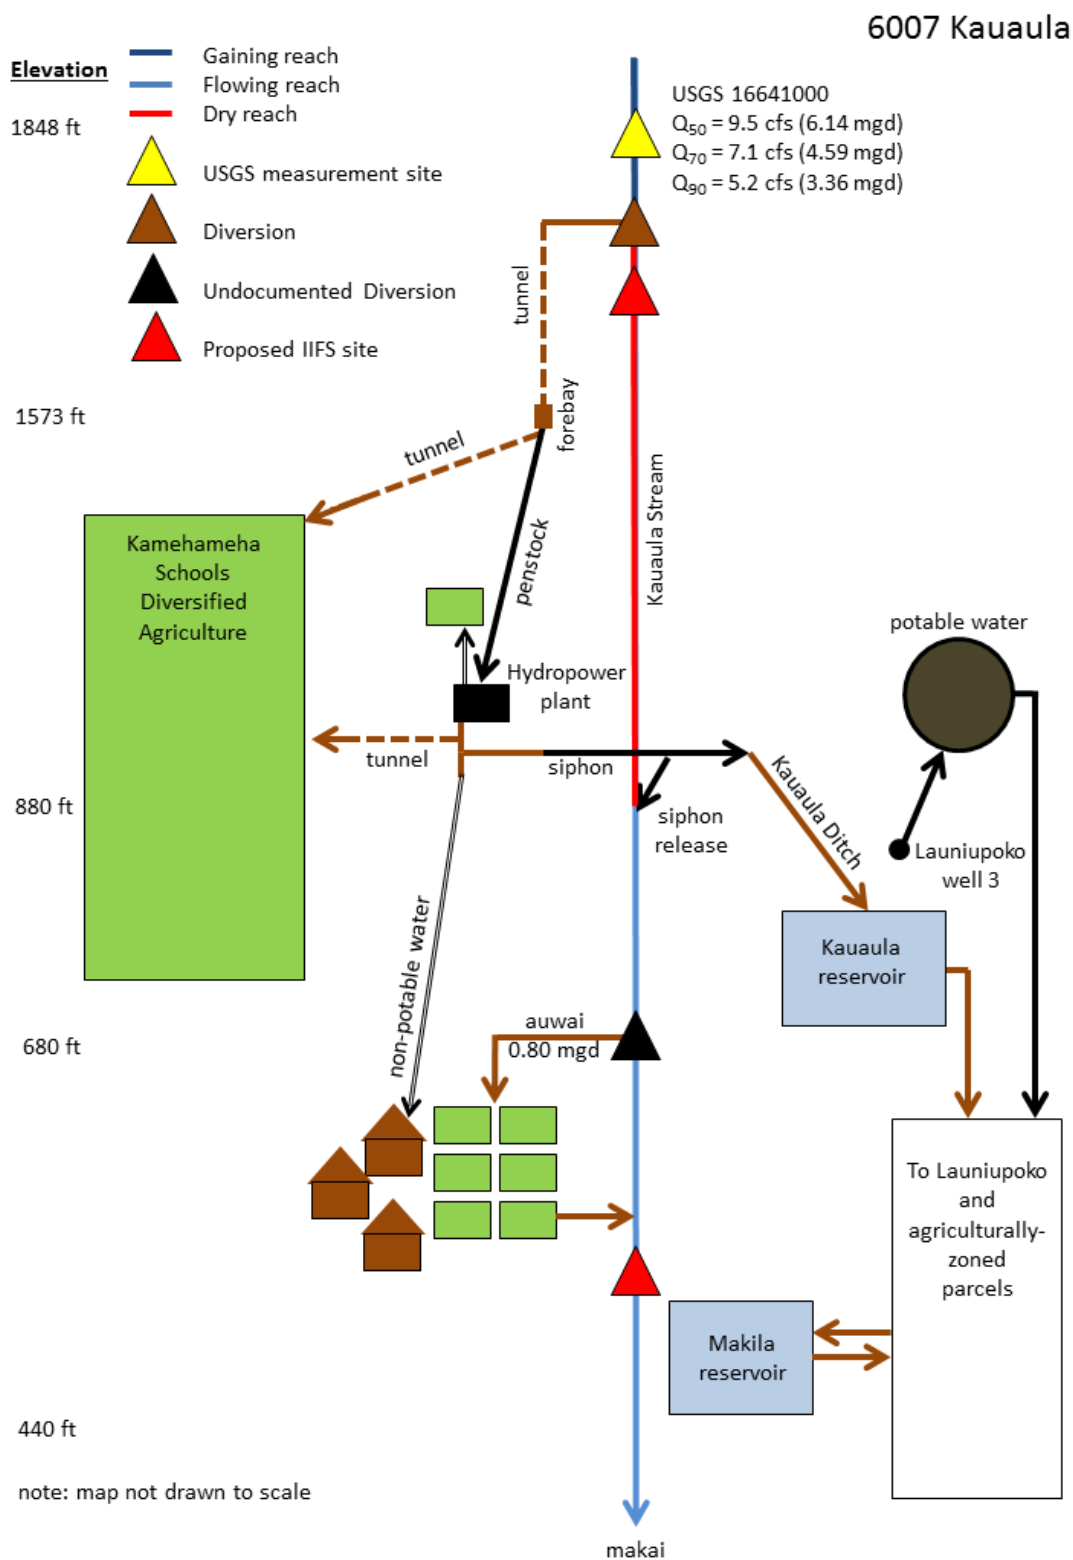 6007 Kauaula
Elevation
Gaining reach
Flowing reach
Dry reach
USGS measurement site
Diversion
Undocumented Diversion
Proposed IIFS site
1848 ft
USGS 16641000
Q50 = 9.5 cfs (6.14 mgd)
Q70 = 7.1 cfs (4.59 mgd)
Q90 = 5.2 cfs (3.36 mgd)
tunnel
1573 ft
forebay
tunnel
Kauaula Stream
penstock
Kamehameha
Schools
Diversified
Agriculture
potable water
Hydropower
plant
tunnel
siphon
Kauaula Ditch
880 ft
siphon
release
Launiupoko
well 3
non-potable water
Kauaula
reservoir
680 ft
auwai
0.80 mgd
To Launiupoko
and
agriculturally-
zoned
parcels
Makila
reservoir
440 ft
note: map not drawn to scale
makai